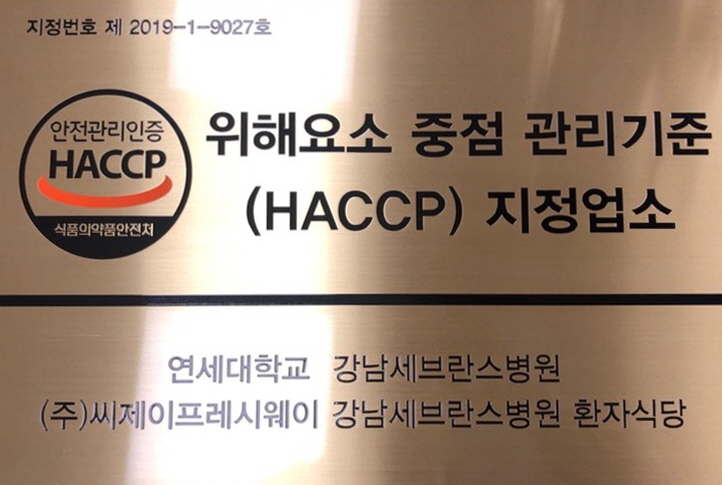 지정번호 제 2019-1-9027호
안전관리인증
HACCP
식품의약품안전처
위해요소 중점 관리기준
(HACCP) 지정업소
연세대학교 강남세브란스병원
(주)씨제이프레시웨이 강남세브란스병원 환자식당